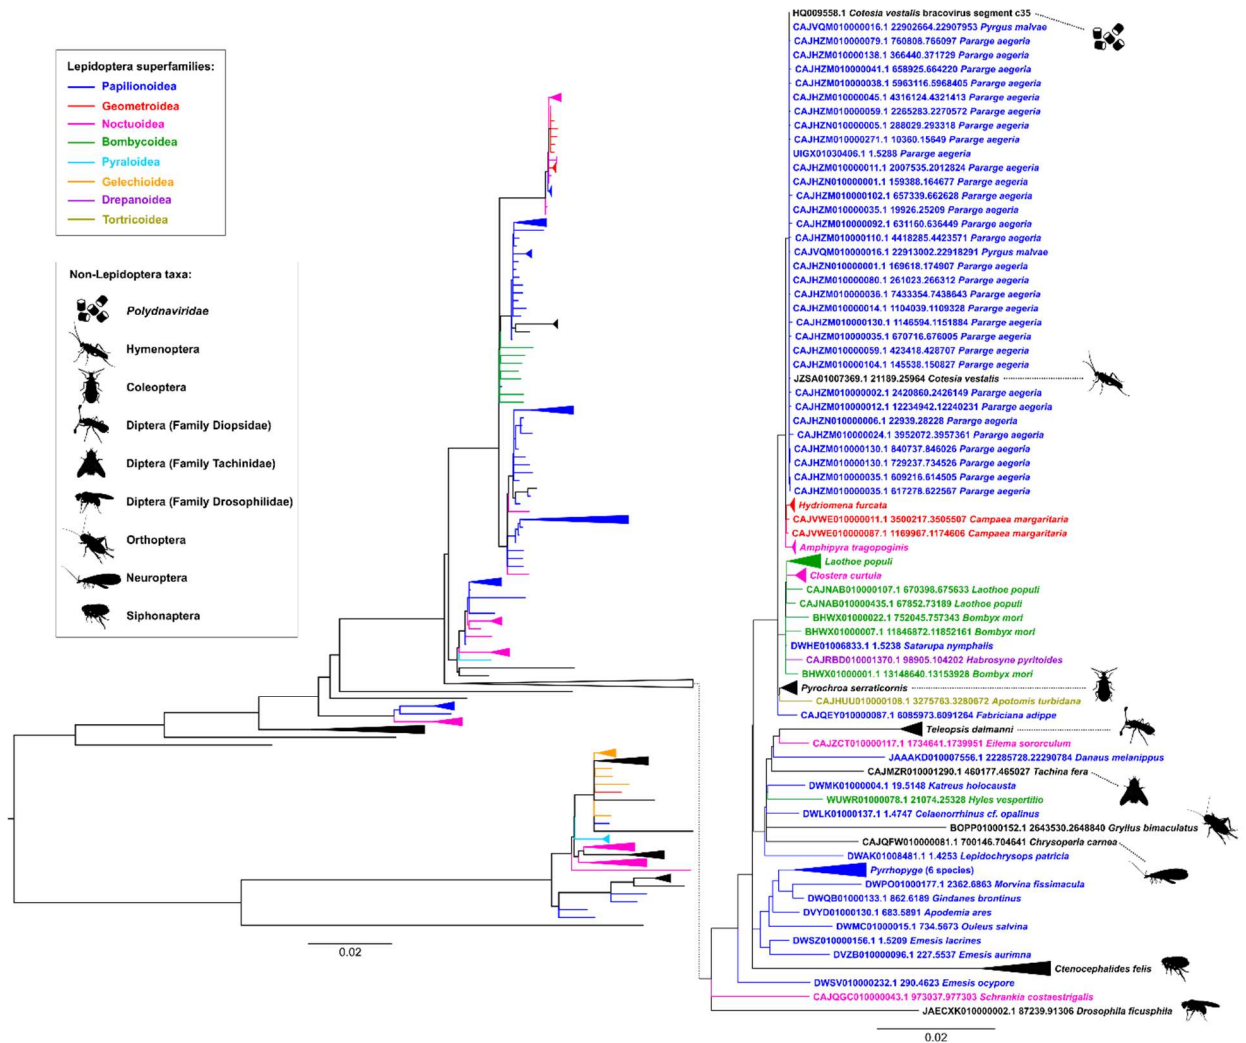 Lepidoptera superfamilies:
Papilionoidea
Geometroidea
Noctuoidea
Bombycoidea
Pyraloidea
Gelechioidea
Drepanoidea
Tortricoidea
Non-Lepidoptera taxa:
Polydnaviridae
Hymenoptera
Coleoptera
Diptera (Family Diopsidae)
Diptera (Family Tachinidae)
Diptera (Family Drosophilidae)
Orthoptera
Neuroptera
Siphonaptera
0.02
HQ009558.1 Cotesia vestalis bracovirus segment c35
CAJVQM010000016.1 22902664.22907953 Pyrgus malvae
CAJHZM010000079.1 760808.766097 Pararge aegeria
CAJHZM010000138.1 366440.371729 Pararge aegeria
CAJHZM010000041.1 658925.664220 Pararge aegeria
CAJHZM010000038.1 5963116.5968405 Pararge aegeria
CAJHZM010000045.1 4316124.4321413 Pararge aegeria
CAJHZM010000059.1 2265283.2270572 Pararge aegeria
CAJHZN010000005.1 288029.293318 Pararge aegeria
CAJHZM010000271.1 10360.15649 Pararge aegeria
UIGX01030406.1 1.5288 Pararge aegeria
CAJHZM010000011.1 2007535.2012824 Pararge aegeria
CAJHZN010000001.1 159388.164677 Pararge aegeria
CAJHZM010000102.1 657339.662628 Pararge aegeria
CAJHZM010000035.1 19926.25209 Pararge aegeria
CAJHZM010000092.1 631160.636449 Pararge aegeria
CAJHZM010000110.1 4418285.4423571 Pararge aegeria
CAJVQM010000016.1 22913002.22918291 Pyrgus malvae
CAJHZN010000001.1 169618.174907 Pararge aegeria
CAJHZM010000080.1 261023.266312 Pararge aegeria
CAJHZM010000036.1 7433354.7438643 Pararge aegeria
CAJHZM010000014.1 1104039.1109328 Pararge aegeria
CAJHZM010000130.1 1146594.1151884 Pararge aegeria
CAJHZM010000035.1 670716.676005 Pararge aegeria
CAJHZM010000059.1 423418.428707 Pararge aegeria
CAJHZM010000104.1 145538.150827 Pararge aegeria
JZSA01007369.1 21189.25964 Cotesia vestalis
CAJHZM010000002.1 2420860.2426149 Pararge aegeria
CAJHZM010000012.1 12234942.12240231 Pararge aegeria
CAJHZN010000006.1 22939.28228 Pararge aegeria
CAJHZM010000024.1 3952072.3957361 Pararge aegeria
CAJHZM010000130.1 840737.846026 Pararge aegeria
CAJHZM010000130.1 729237.734526 Pararge aegeria
CAJHZM010000035.1 609216.614505 Pararge aegeria
CAJHZM010000035.1 617278.622567 Pararge aegeria
Hydriomena furcata
CAJVWE010000011.1 3500217.3505507 Campaea margaritaria
CAJVWE010000087.1 1169967.1174606 Campaea margaritaria
Amphipyra tragopoginis
Laothoe populi
Clostera curtula
CAJNAB010000107.1 670398.675633 Laothoe populi
CAJNAB010000435.1 67852.73189 Laothoe populi
BHWX01000022.1 752045.757343 Bombyx mori
BHWX01000007.1 11846872.11852161 Bombyx mori
DWHE01006833.1 1.5238 Satarupa nymphalis
CAJRBD010001370.1 98905.104202 Habrosyne pyritoides
BHWX01000001.1 13148640.13153928 Bombyx mori
Pyrochroa serraticornis
CAJHUU010000108.1 3275763.3280672 Apotomis turbidana
CAJQEY010000087.1 6085973.6091264 Fabriciana adippe
Teleopsis dalmanni
CAJZCT010000117.1 1734641.1739951 Eilema sororculum
JAAAKD010007556.1 22285728.22290784 Danaus melanippus
CAJMZR010001290.1 460177.465027 Tachina fera
DWMK01000004.1 19.5148 Katreus holocausta
WUWR01000078.1 21074.25328 Hyles vespertilio
DWLK01000137.1 1.4747 Celaenorrhinus cf. opalinus
BOPP01000152.1 2643530.2648840 Gryllus bimaculatus
CAJQFW010000081.1 700146.704641 Chrysoperla carnea
DWAK01008481.1 1.4253 Lepidochrysops patricia
Pyrrhopyge (6 species)
DWPO01000177.1 2362.6863 Morvina fissimacula
DWQB01000133.1 862.6189 Gindanes brontinus
DVYD01000130.1 683.5891 Apodemia ares
DWMC01000015.1 734.5673 Ouleus salvina
DWSZ010000156.1 1.5209 Emesis lacrines
DVZB010000096.1 227.5537 Emesis aurimna
Ctenocephalides felis
DWSV010000232.1 290.4623 Emesis ocypore
CAJQGC010000043.1 973037.977303 Schrankia costaestrigalis
JAECXK010000002.1 87239.91306 Drosophila ficusphila
0.02